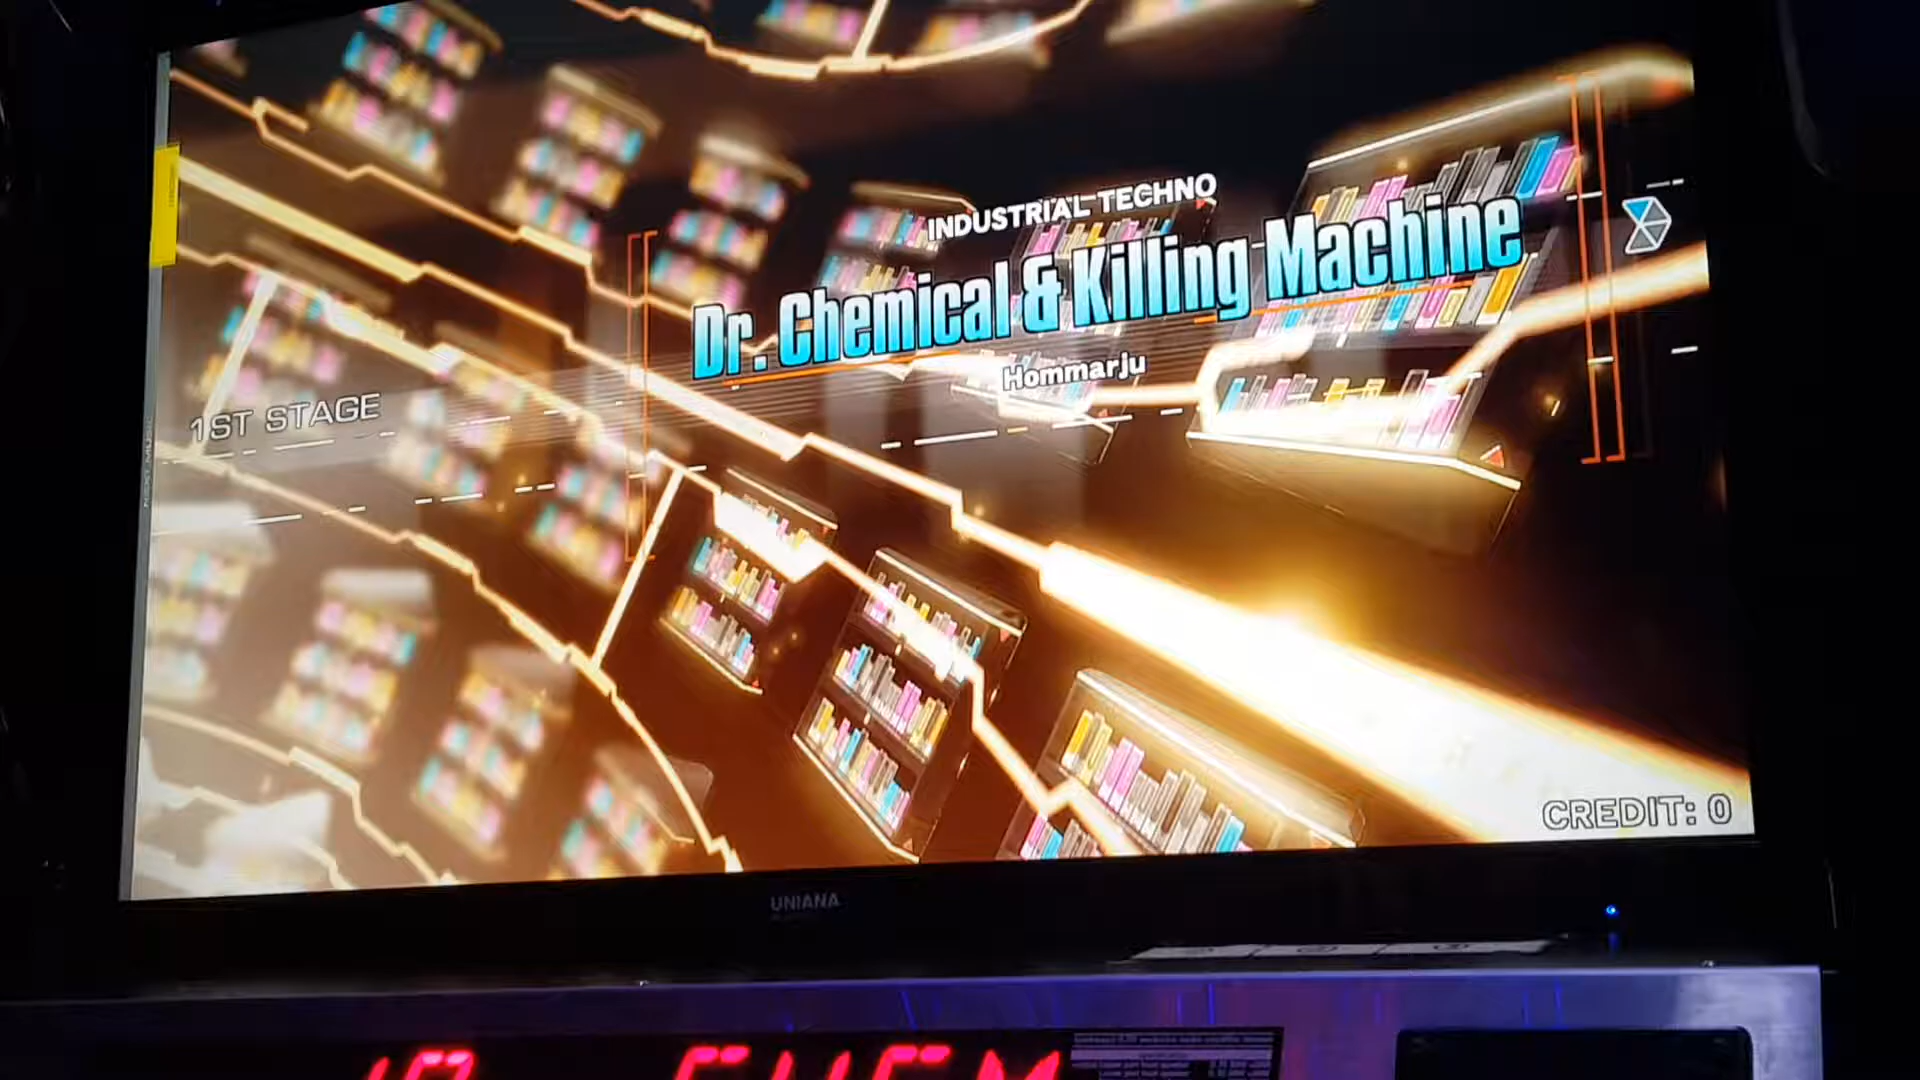 INDUSTRIAL TECHNO
Dr. Chemical & Killing Machine
Hommarju
1ST STAGE
CREDIT: 0
UNIANA